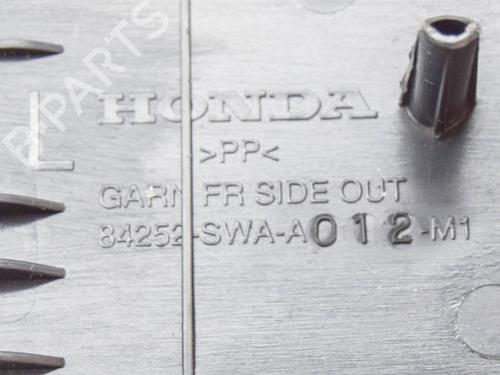 B-PARTS
HONDA
L
>PP<
GARN FR SIDE OUT
84252-SWA-A012-M1